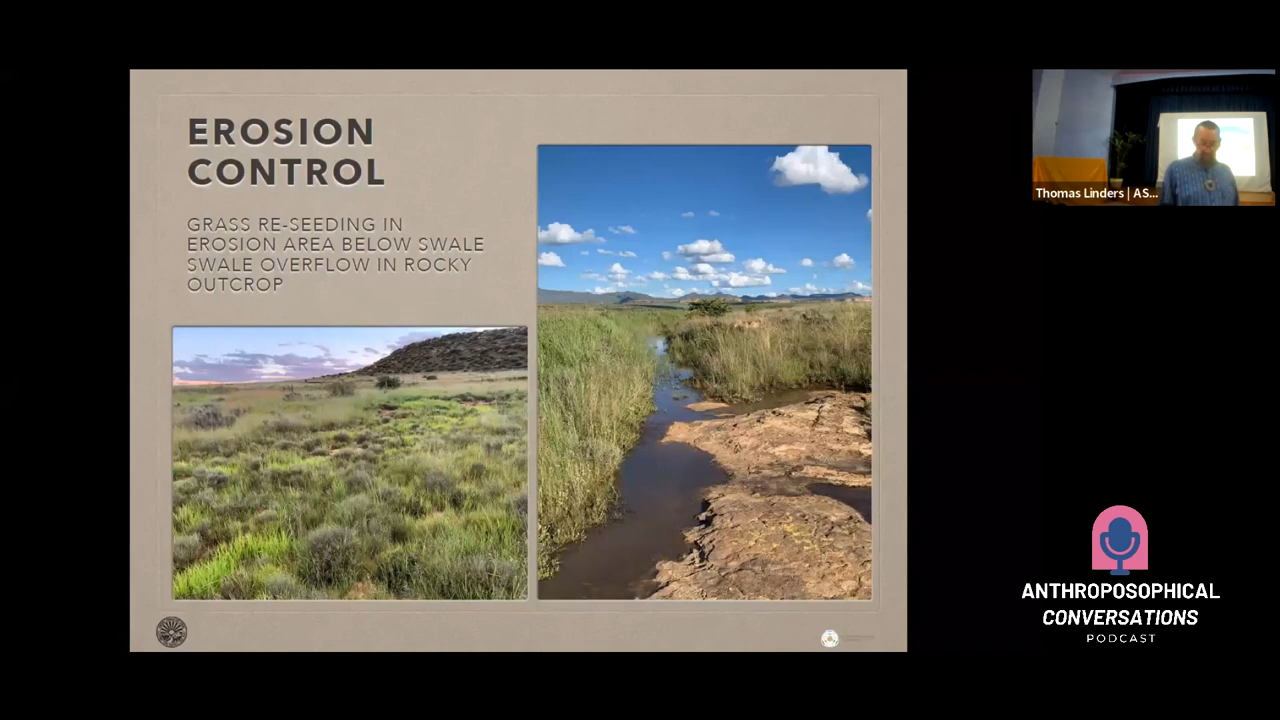 EROSION
CONTROL
GRASS RE-SEEDING IN
EROSION AREA BELOW SWALE
SWALE OVERFLOW IN ROCKY
OUTCROP
Thomas Linders | AS...
ANTHROPOSOPHICAL
CONVERSATIONS
PODCAST